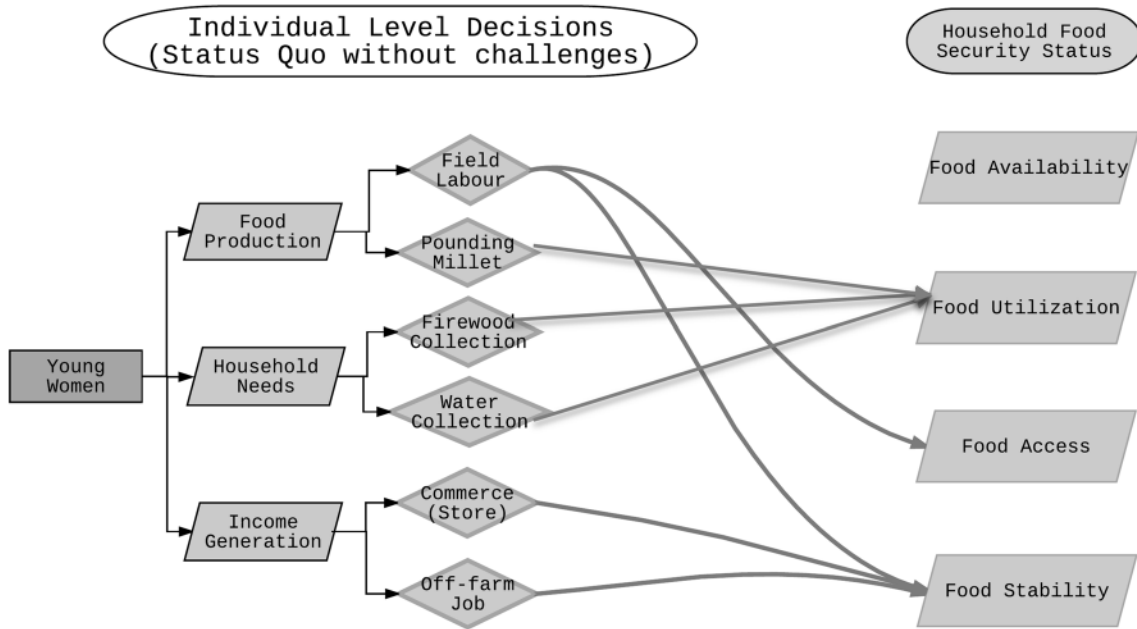 Individual Level Decisions
(Status Quo without challenges)
Household Food
Security Status
Field
Labour
Food Availability
Food
Production
Pounding
Millet
Firewood
Collection
Food Utilization
Young
Women
Household
Needs
Water
Collection
Food Access
Commerce
(Store)
Income
Generation
Off-farm
Job
Food Stability